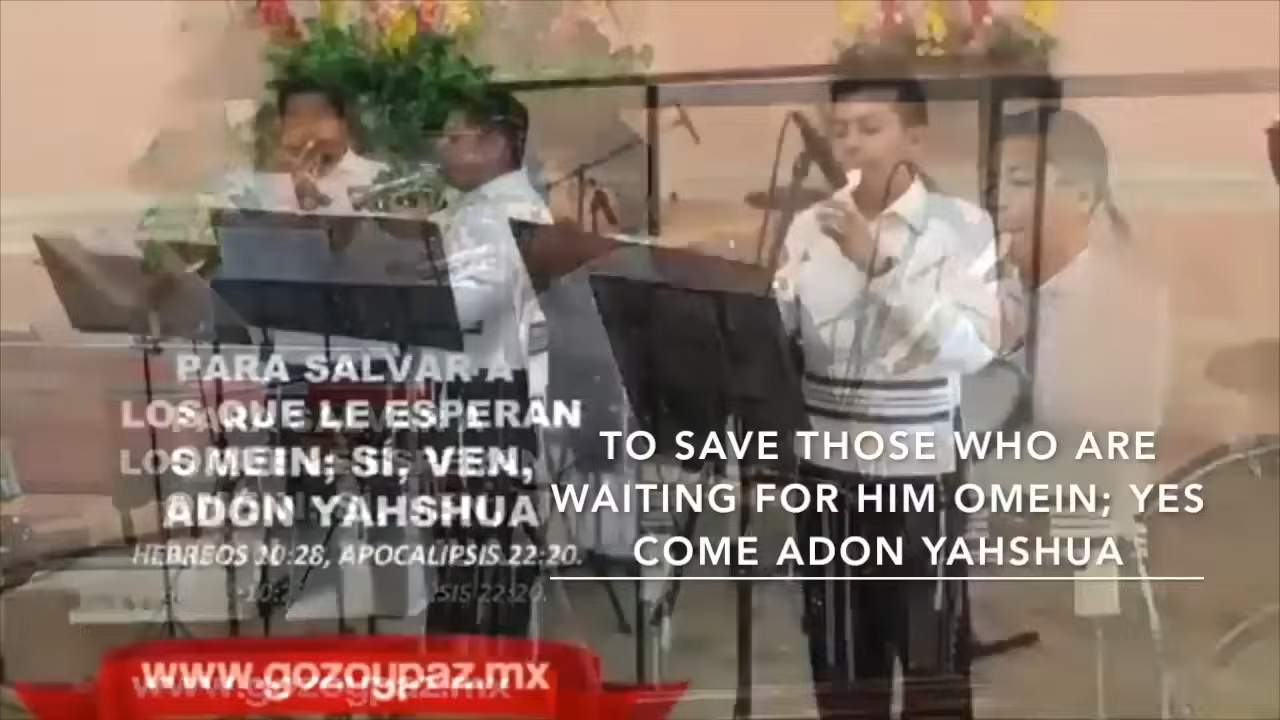 PARA SALVAR A
LOS QUE LE ESPERAN
OMEIN; SI, VEN,
ADON YAHSHUA
HEBREOS 10:28, APOCALIPSIS 22:20.
www.gozoypaz.mx
TO SAVE THOSE WHO ARE
WAITING FOR HIM OMEIN; YES
COME ADON YAHSHUA